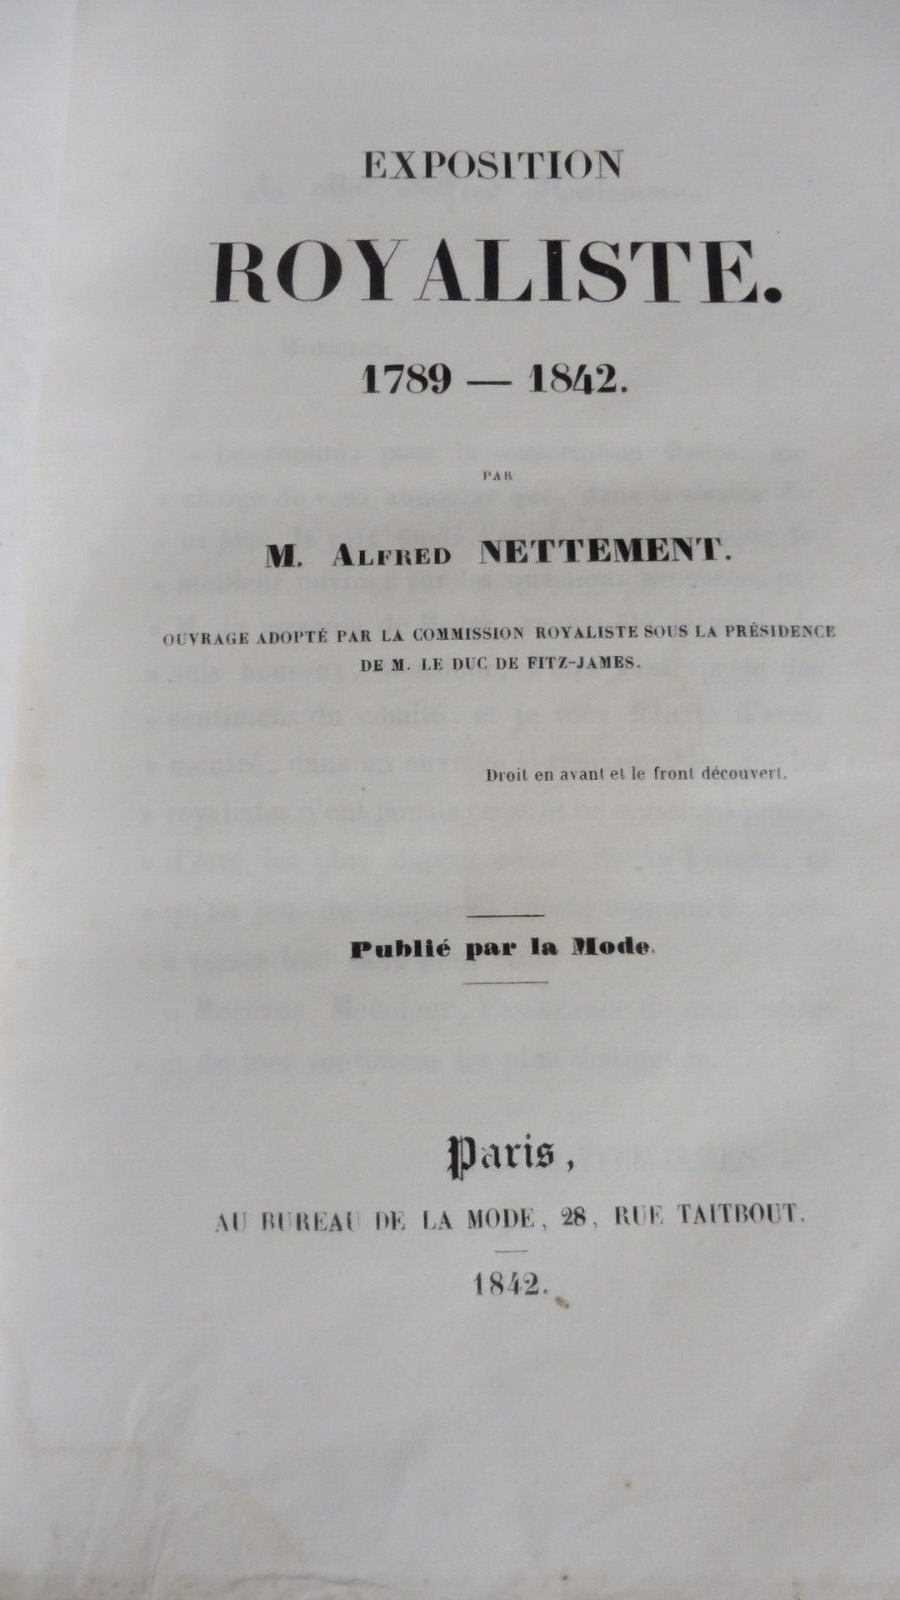 EXPOSITION
ROYALISTE.
1789 — 1842.
PAR
M. ALFRED NETTEMENT.
OUVRAGE ADOPTÉ PAR LA COMMISSION ROYALISTE SOUS LA PRÉSIDENCE
DE M. LE DUC DE FITZ-JAMES.
Droit en avant et le front découvert.
Publié par la Mode.
Paris,
AU BUREAU DE LA MODE, 28, RUE TAITBOUT.
1842.